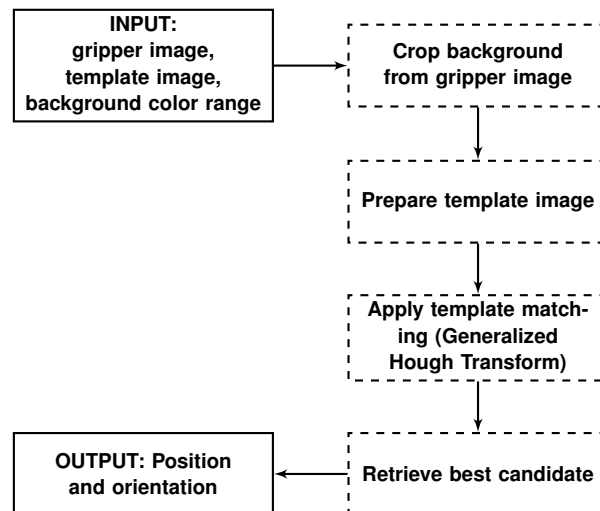 INPUT:
gripper image,
template image,
background color range
Crop background
from gripper image
Prepare template image
Apply template match-
ing (Generalized
Hough Transform)
Retrieve best candidate
OUTPUT: Position
and orientation